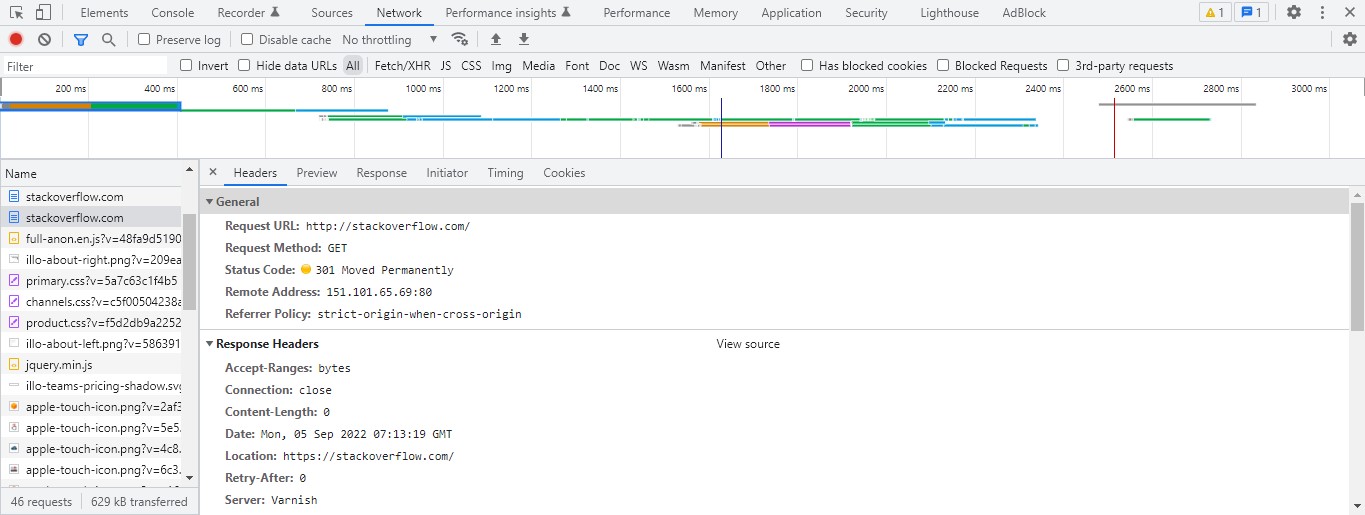 Elements Console Recorder Sources Network Performance insights Performance Memory Application Security Lighthouse AdBlock 1 1
Preserve log Disable cache No throttling
Filter Invert Hide data URLs All Fetch/XHR JS CSS Img Media Font Doc WS Wasm Manifest Other Has blocked cookies Blocked Requests 3rd-party requests
200 ms 400 ms 600 ms 800 ms 1000 ms 1200 ms 1400 ms 1600 ms 1800 ms 2000 ms 2200 ms 2400 ms 2600 ms 2800 ms 3000 ms
Name
stackoverflow.com
stackoverflow.com
full-anon.en.js?v=48fa9d5190
illo-about-right.png?v=209ea
primary.css?v=5a7c63c1f4b5
channels.css?v=c5f00504238a
product.css?v=f5d2db9a2252
illo-about-left.png?v=586391
jquery.min.js
illo-teams-pricing-shadow.svg
apple-touch-icon.png?v=2af3
apple-touch-icon.png?v=5e5.
apple-touch-icon.png?v=4c8.
apple-touch-icon.png?v=6c3.
46 requests 629 kB transferred
Headers Preview Response Initiator Timing Cookies
General
Request URL: http://stackoverflow.com/
Request Method: GET
Status Code: 301 Moved Permanently
Remote Address: 151.101.65.69:80
Referrer Policy: strict-origin-when-cross-origin
Response Headers View source
Accept-Ranges: bytes
Connection: close
Content-Length: 0
Date: Mon, 05 Sep 2022 07:13:19 GMT
Location: https://stackoverflow.com/
Retry-After: 0
Server: Varnish